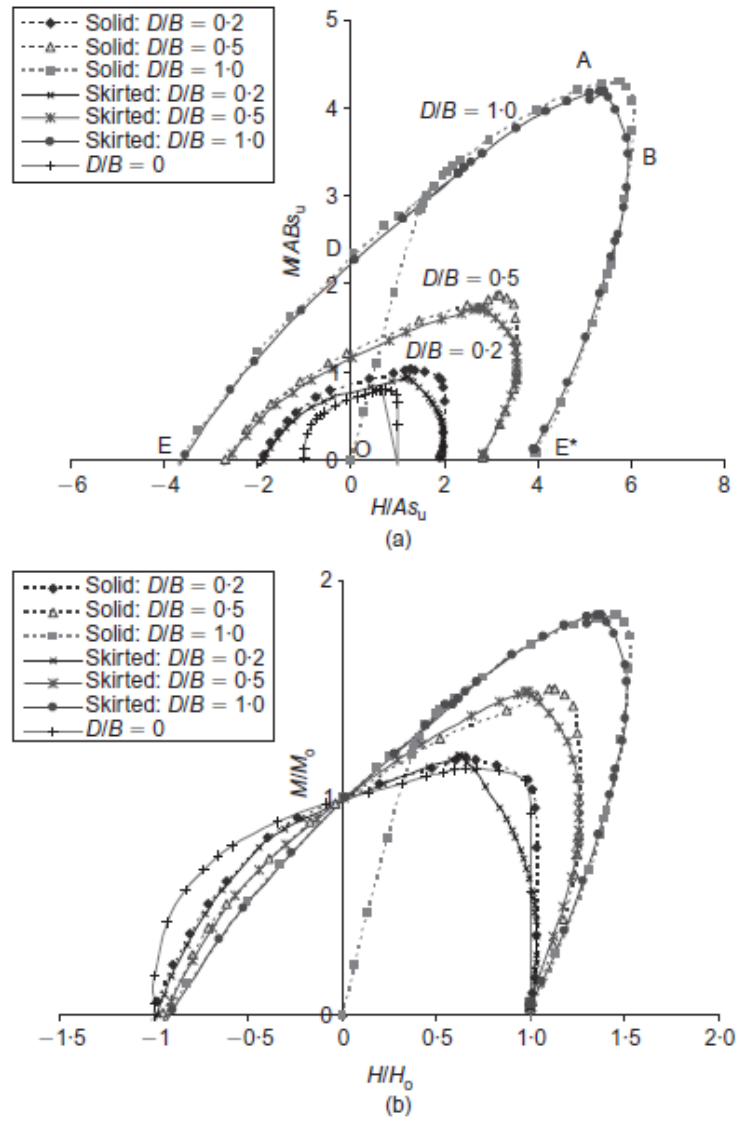 Solid: D/B = 0·2
Solid: D/B = 0·5
Solid: D/B = 1·0
Skirted: D/B = 0·2
Skirted: D/B = 0·5
Skirted: D/B = 1·0
D/B = 0
5
4
3
2
1
0
M/ABsu
A
B
D
E
O
E*
D/B = 1·0
D/B = 0·5
D/B = 0·2
−6 −4 −2 0 2 4 6 8
H/Asu
(a)
Solid: D/B = 0·2
Solid: D/B = 0·5
Solid: D/B = 1·0
Skirted: D/B = 0·2
Skirted: D/B = 0·5
Skirted: D/B = 1·0
D/B = 0
2
1
0
M/Mo
−1·5 −1 −0·5 0 0·5 1·0 1·5 2·0
H/Ho
(b)